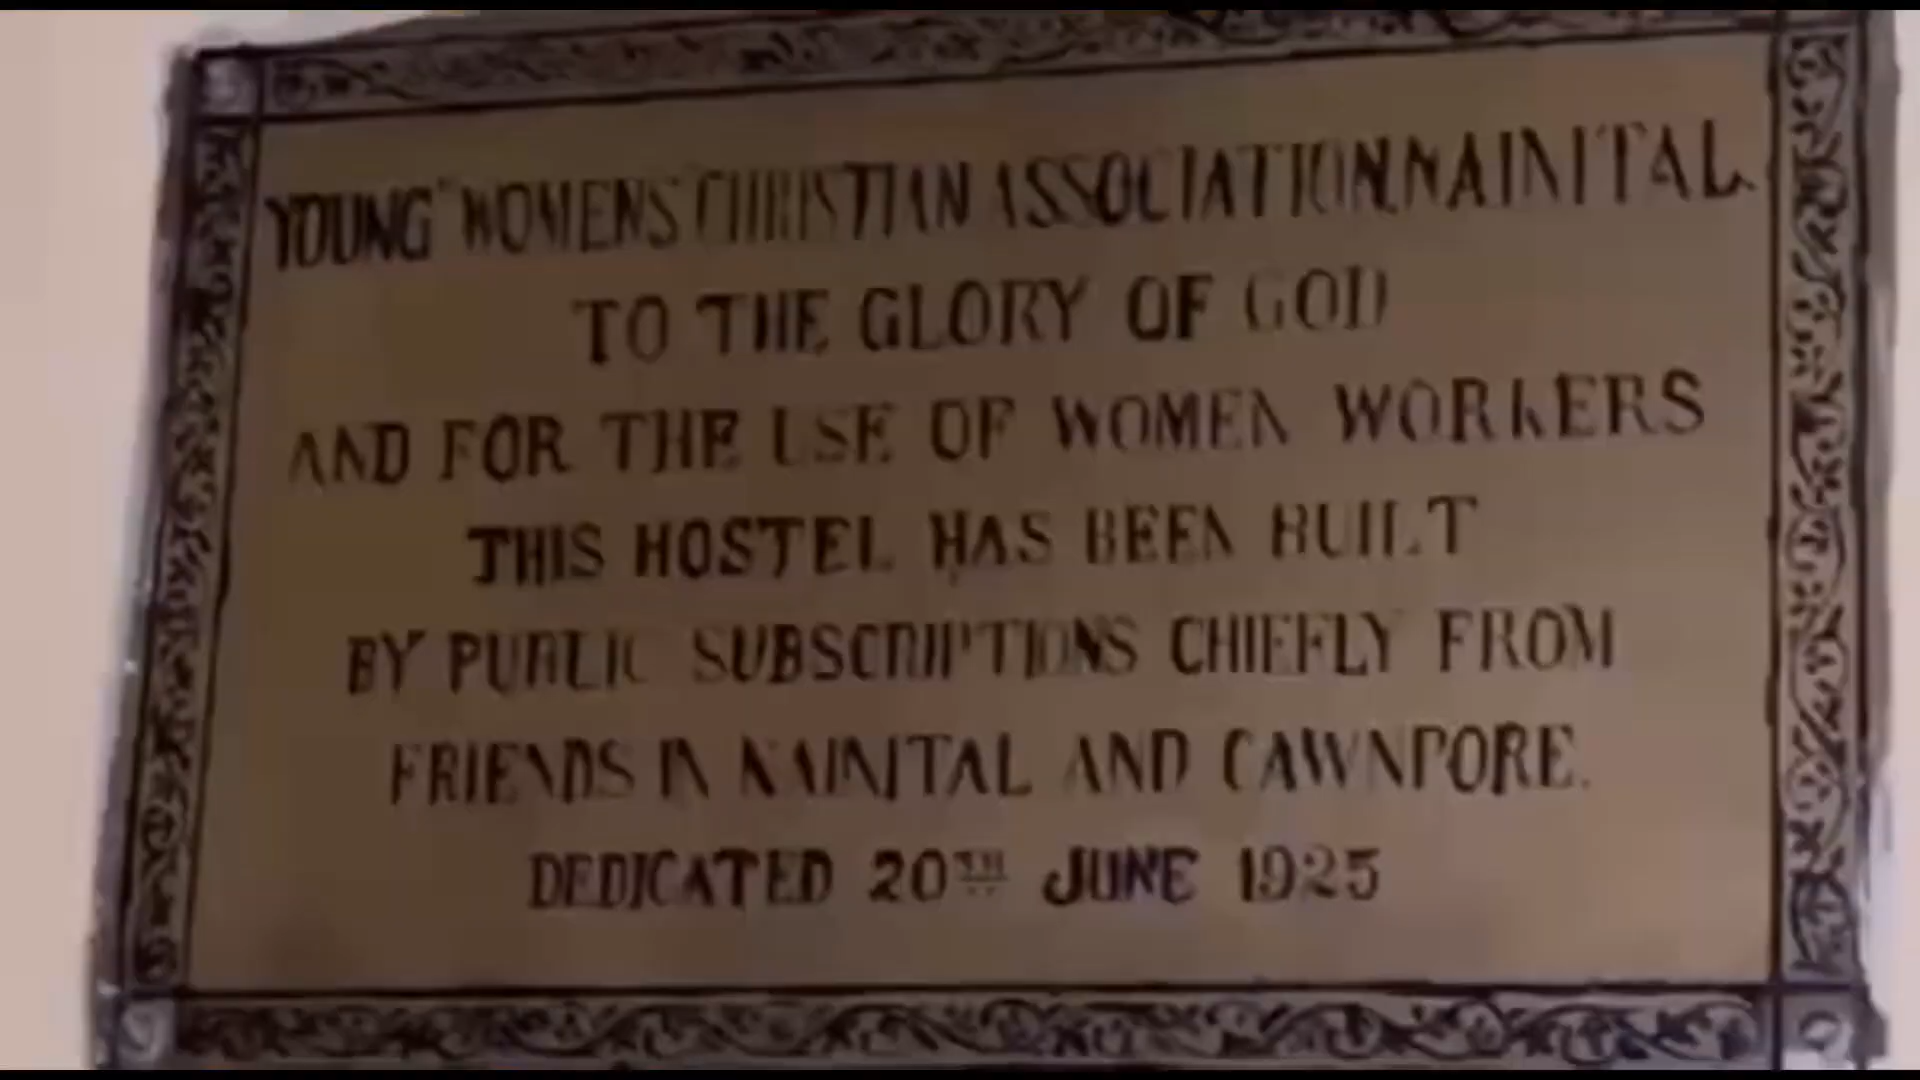 YOUNG WOMENS CHRISTIAN ASSOCIATION, NAINITAL.
TO THE GLORY OF GOD
AND FOR THE USE OF WOMEN WORKERS
THIS HOSTEL HAS BEEN BUILT
BY PUBLIC SUBSCRIPTIONS CHIEFLY FROM
FRIENDS IN NAINITAL AND CAWNPORE.
DEDICATED 20TH JUNE 1925